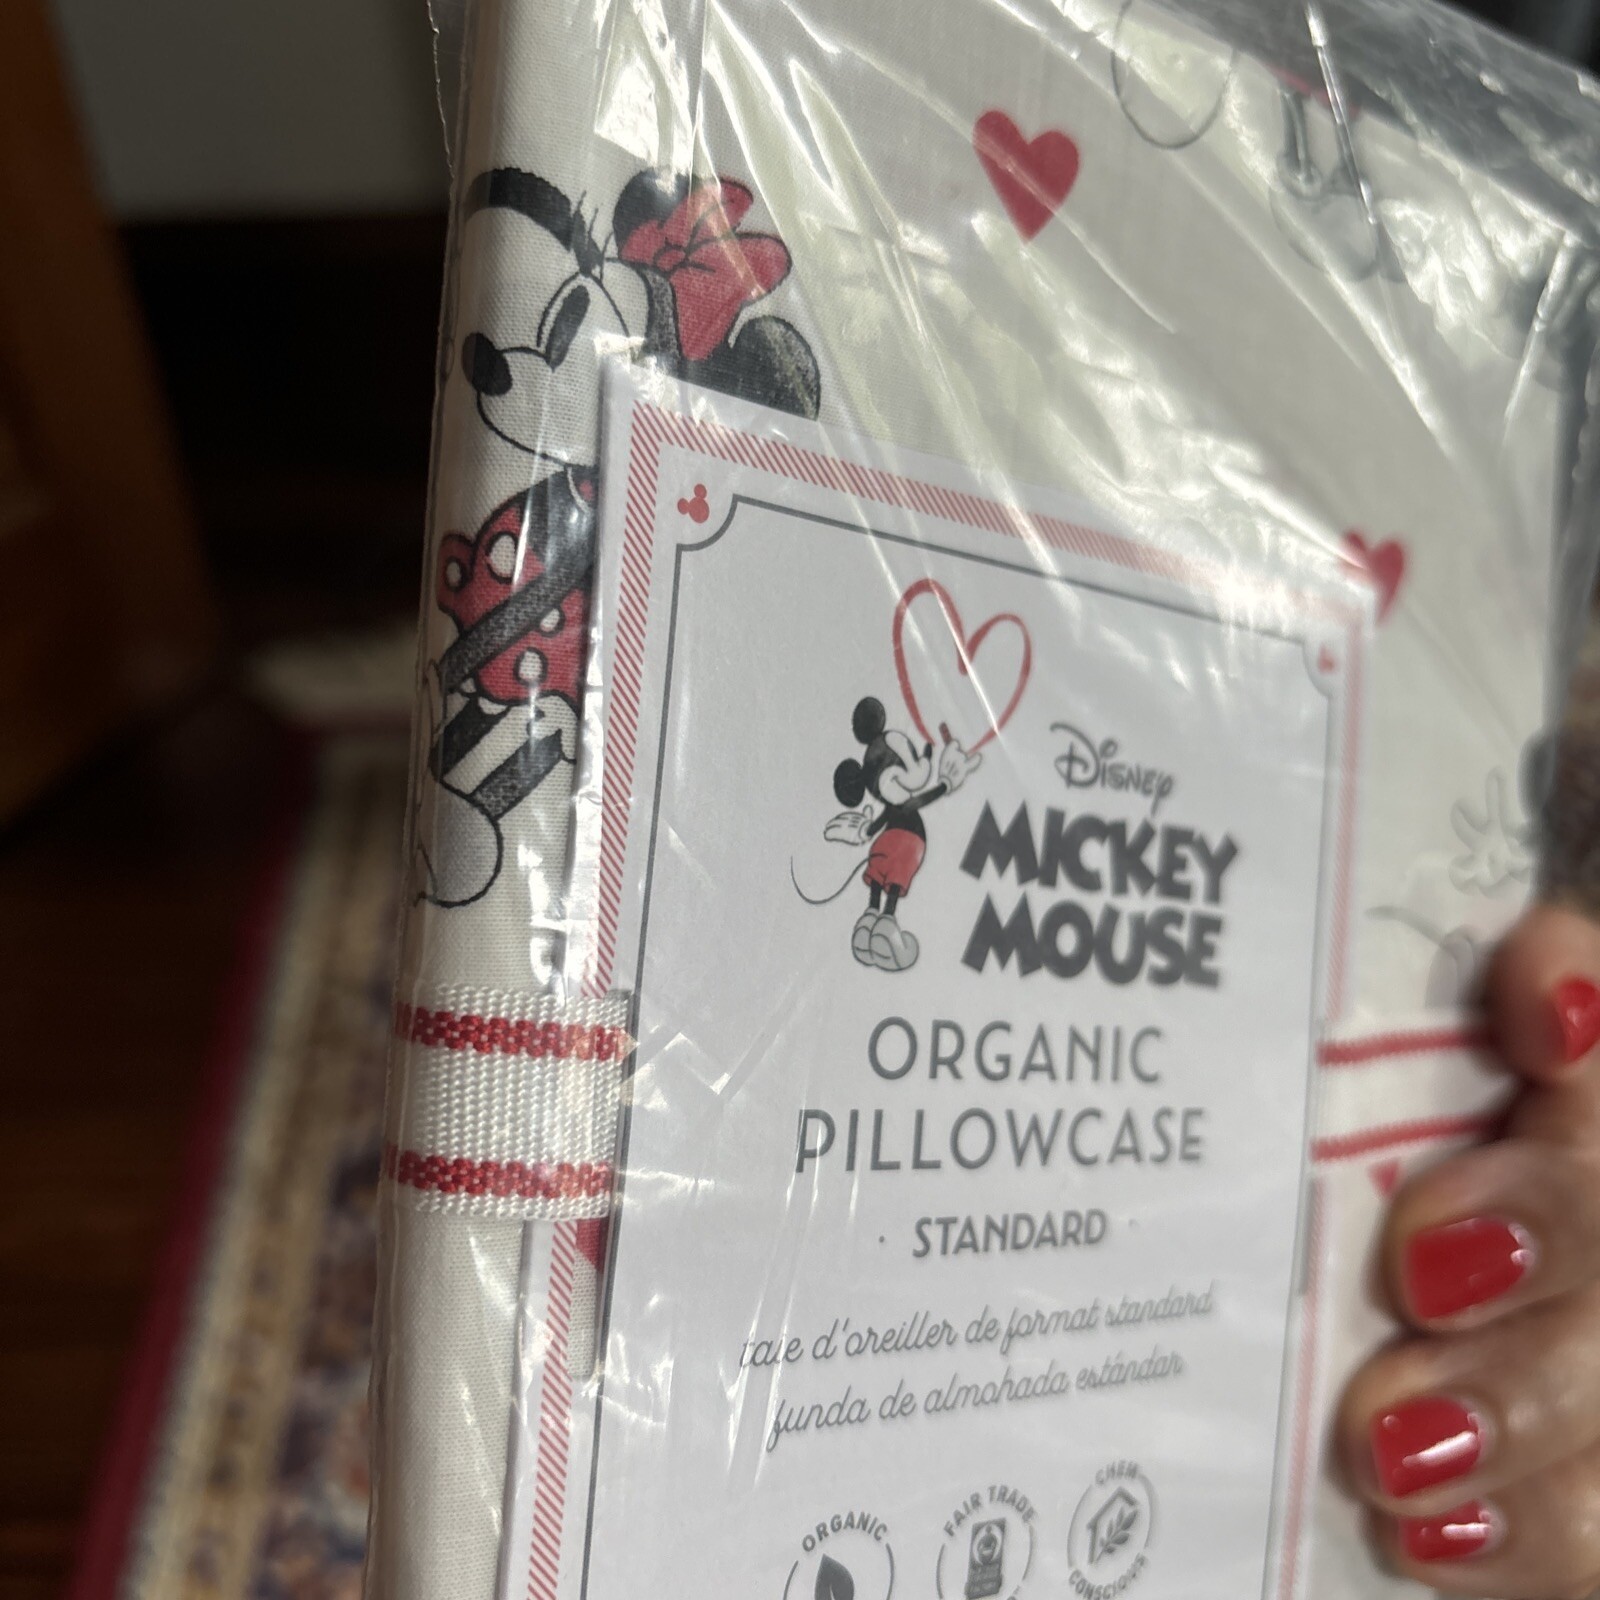 Disney
MICKEY
MOUSE
ORGANIC
PILLOWCASE
· STANDARD ·
taie d'oreiller de format standard
funda de almohada estándar
ORGANIC
FAIR TRADE
CHEM
CONSCIOUS